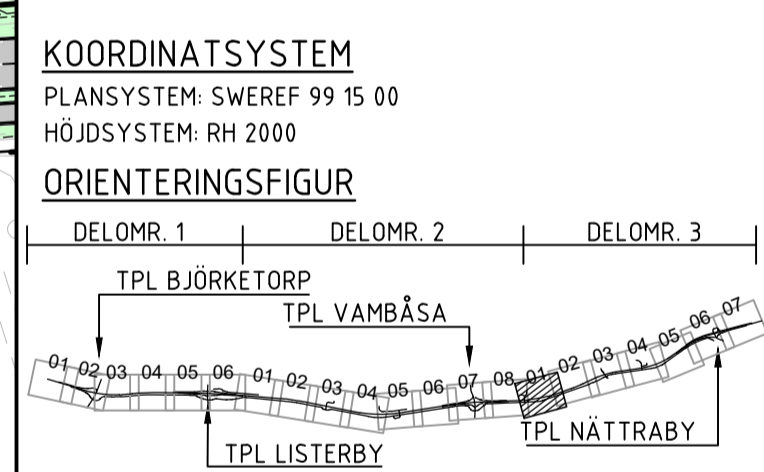 KOORDINATSYSTEM
PLANSYSTEM: SWEREF 99 15 00
HÖJDSYSTEM: RH 2000
ORIENTERINGSFIGUR
DELOMR. 1 DELOMR. 2 DELOMR. 3
TPL BJÖRKETORP
TPL VAMBÅSA
01 02 03 04 05 06 01 02 03 04 05 06 07 08 01 02 03 04 05 06 07
TPL NÄTTRABY
TPL LISTERBY